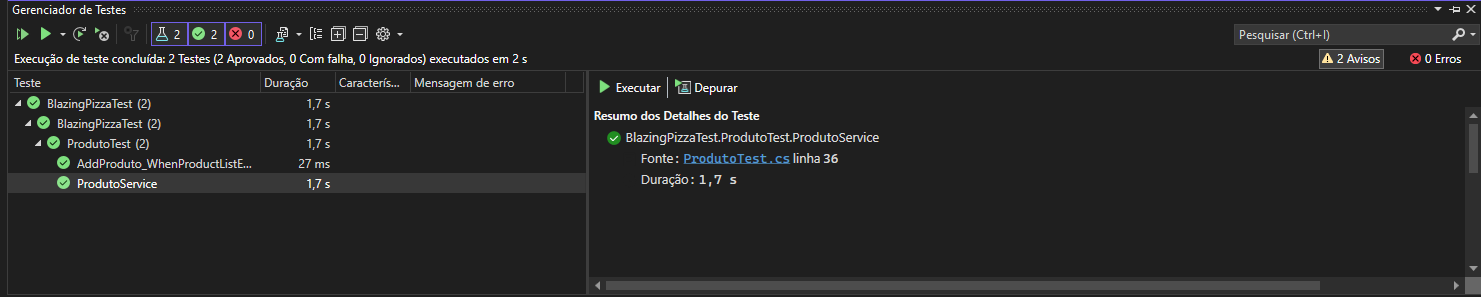 Gerenciador de Testes
2 2 0
Pesquisar (Ctrl+I)
Execução de teste concluída: 2 Testes (2 Aprovados, 0 Com falha, 0 Ignorados) executados em 2 s
2 Avisos 0 Erros
Teste Duração Caracterís... Mensagem de erro
BlazingPizzaTest (2) 1,7 s
BlazingPizzaTest (2) 1,7 s
ProdutoTest (2) 1,7 s
AddProduto_WhenProductListE... 27 ms
ProdutoService 1,7 s
Executar Depurar
Resumo dos Detalhes do Teste
BlazingPizzaTest.ProdutoTest.ProdutoService
Fonte: ProdutoTest.cs linha 36
Duração: 1,7 s